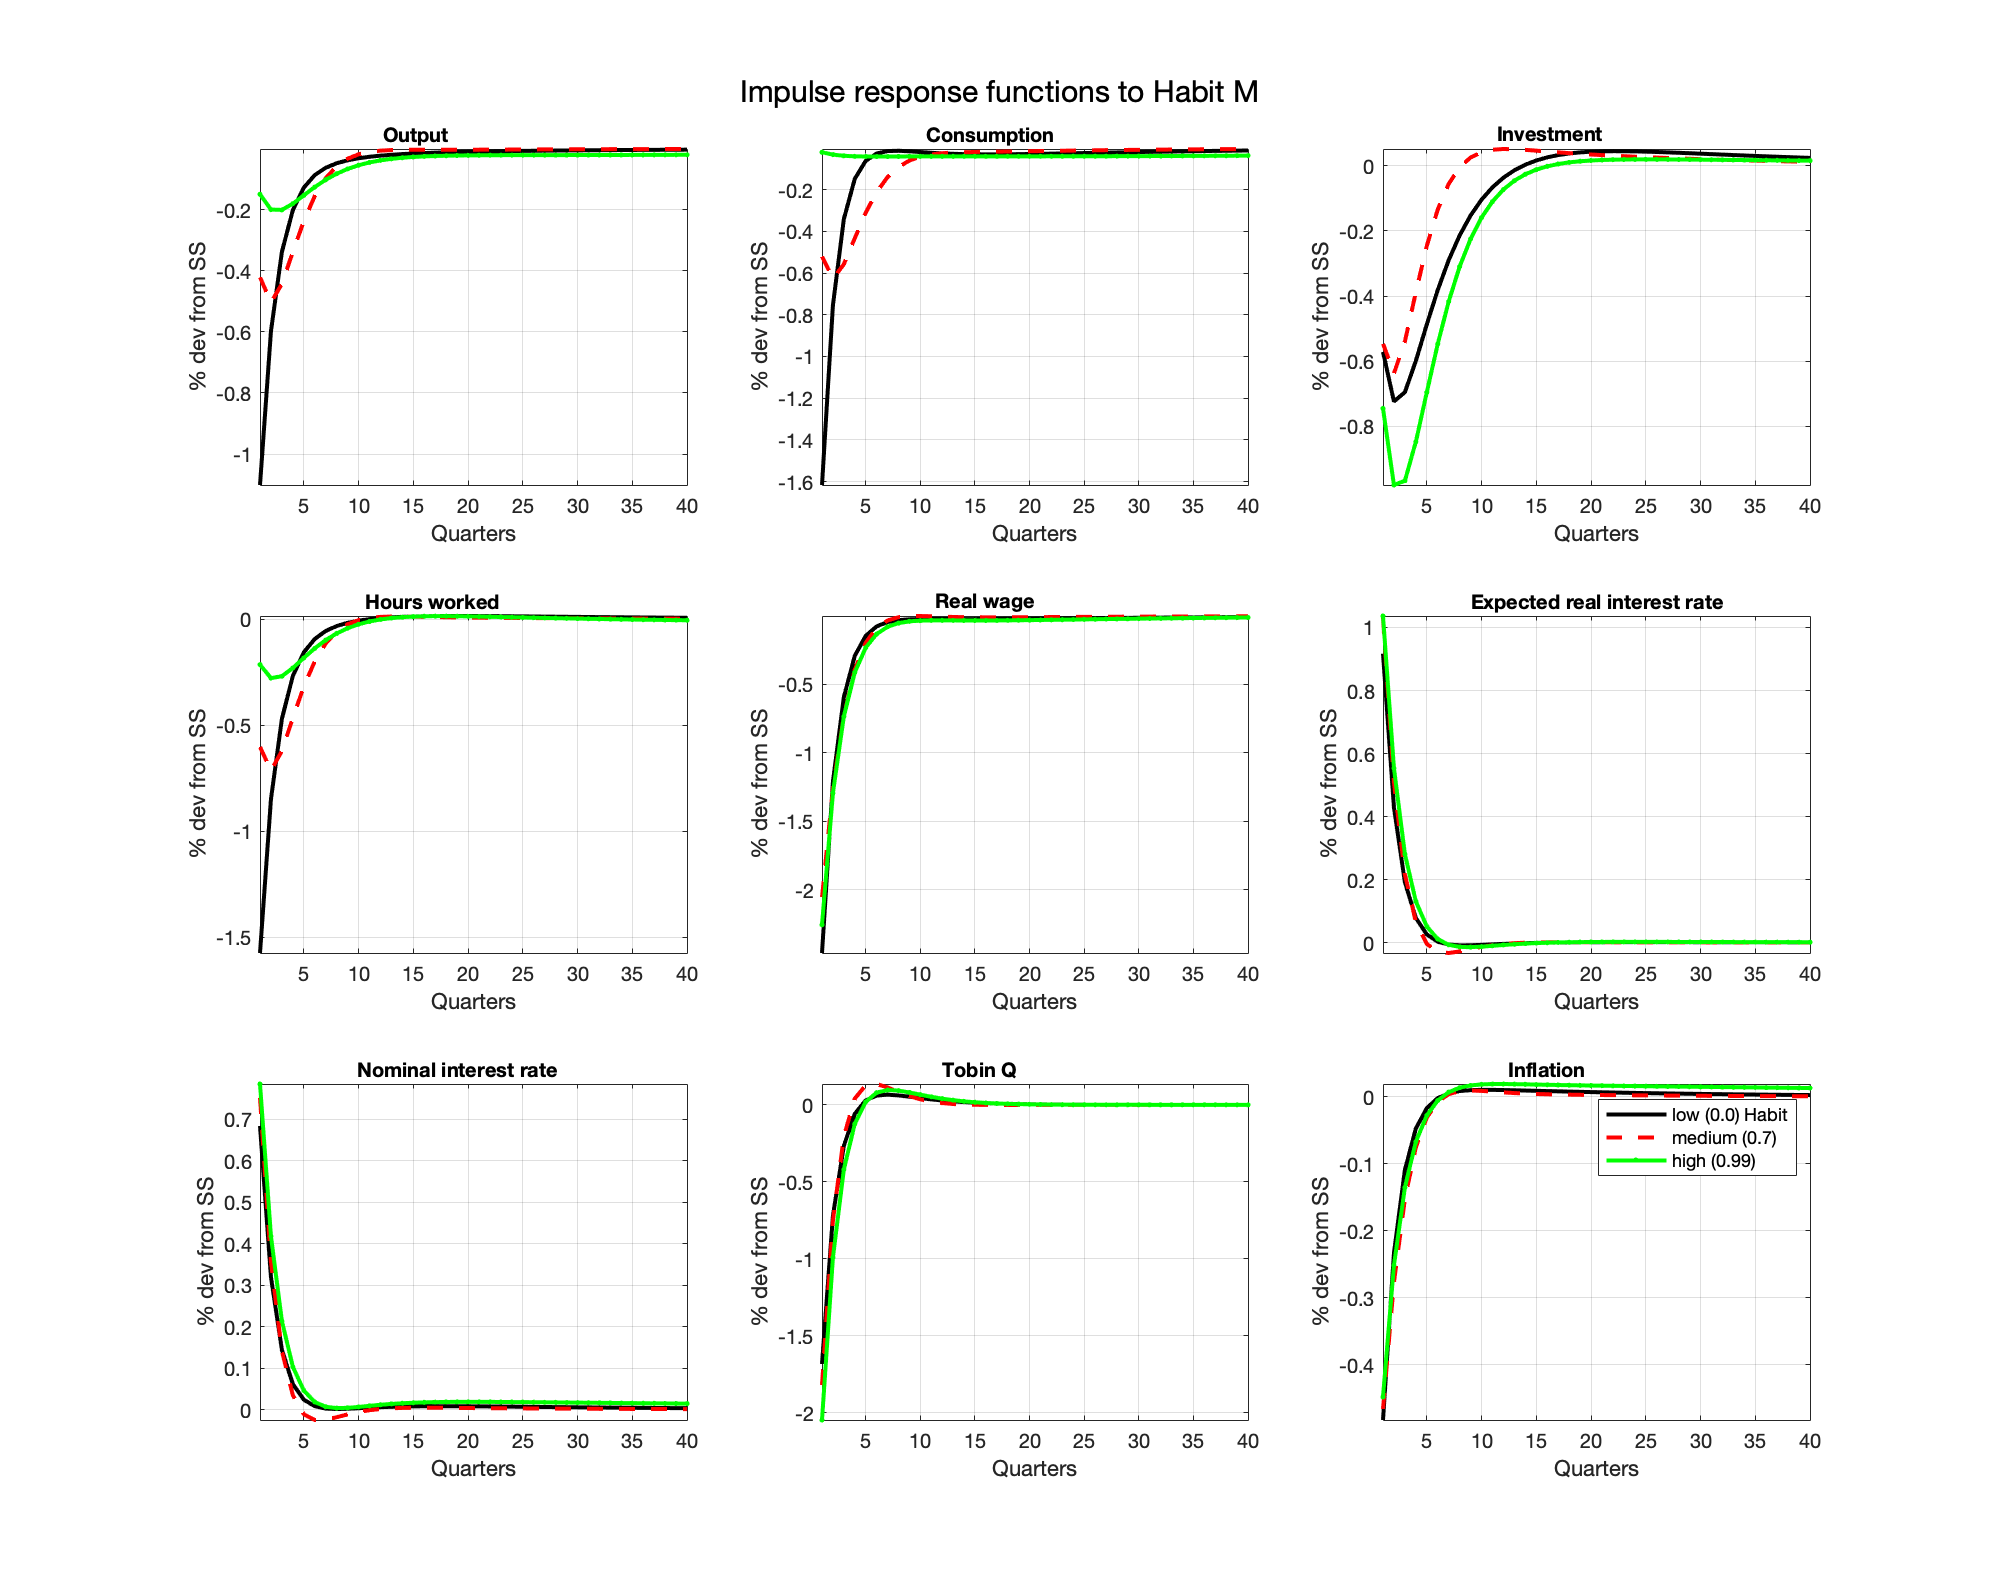 Impulse response functions to Habit M
Output
% dev from SS
-0.2
-0.4
-0.6
-0.8
-1
5 10 15 20 25 30 35 40
Quarters
Consumption
% dev from SS
-0.2
-0.4
-0.6
-0.8
-1
-1.2
-1.4
-1.6
5 10 15 20 25 30 35 40
Quarters
Investment
% dev from SS
0
-0.2
-0.4
-0.6
-0.8
5 10 15 20 25 30 35 40
Quarters
Hours worked
% dev from SS
0
-0.5
-1
-1.5
5 10 15 20 25 30 35 40
Quarters
Real wage
% dev from SS
-0.5
-1
-1.5
-2
5 10 15 20 25 30 35 40
Quarters
Expected real interest rate
% dev from SS
1
0.8
0.6
0.4
0.2
0
5 10 15 20 25 30 35 40
Quarters
Nominal interest rate
% dev from SS
0.7
0.6
0.5
0.4
0.3
0.2
0.1
0
5 10 15 20 25 30 35 40
Quarters
Tobin Q
% dev from SS
0
-0.5
-1
-1.5
-2
5 10 15 20 25 30 35 40
Quarters
Inflation
% dev from SS
0
-0.1
-0.2
-0.3
-0.4
5 10 15 20 25 30 35 40
Quarters
low (0.0) Habit
medium (0.7)
high (0.99)